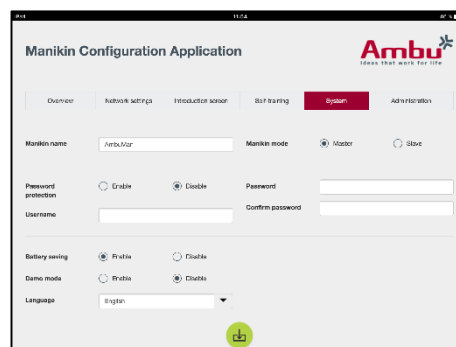 iPad 11:54
Manikin Configuration Application
Ambu
Ideas that work for life
Overview Network settings Introduction screen Self-training System Administration
Manikin name AmbuMan Manikin mode Master Slave
Password protection Enable Disable Password
Username Confirm password
Battery saving Enable Disable
Demo mode Enable Disable
Language English